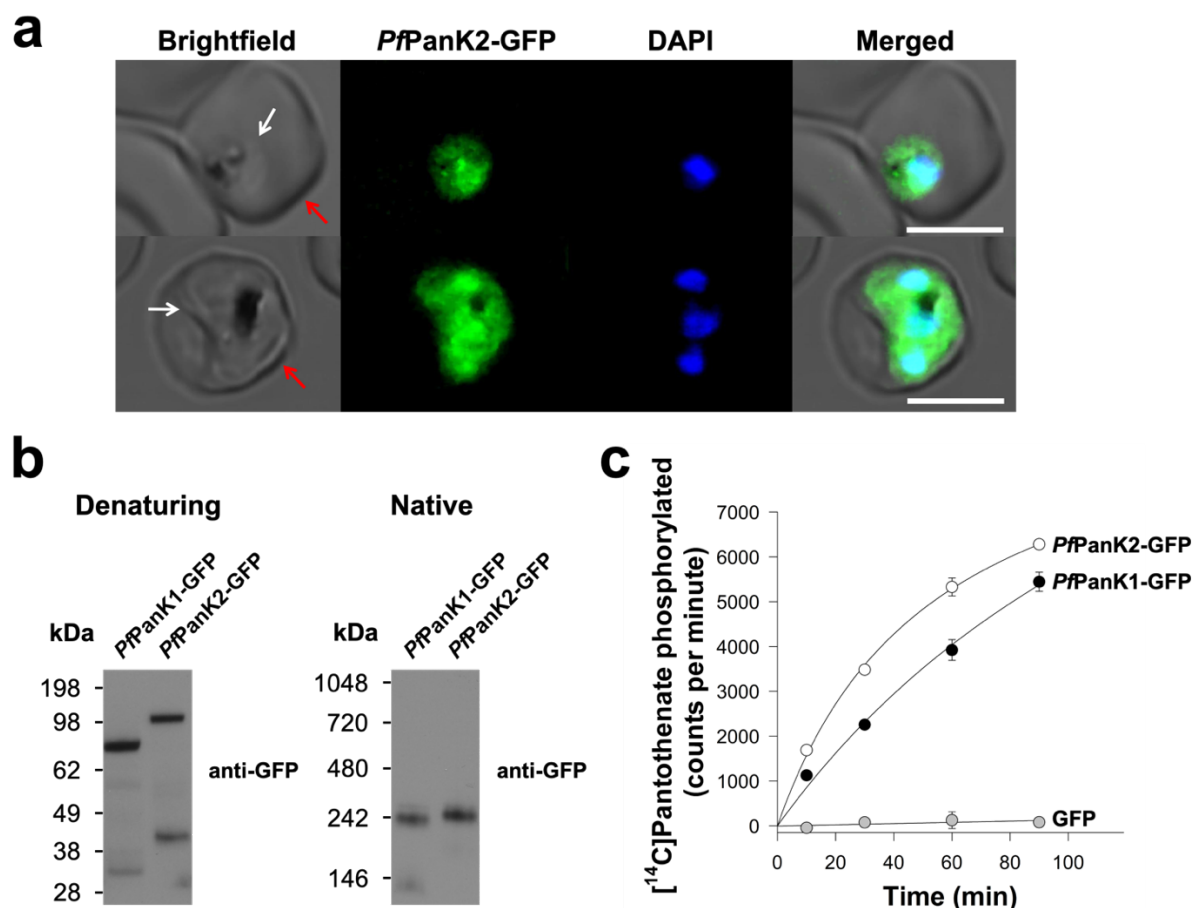 a
Brightfield PfPanK2-GFP DAPI Merged
b
Denaturing
Native
kDa
PfPanK1-GFP
PfPanK2-GFP
198
98
62
49
38
28
anti-GFP
kDa
PfPanK1-GFP
PfPanK2-GFP
1048
720
480
242
146
anti-GFP
c
[¹⁴C]Pantothenate phosphorylated
(counts per minute)
7000
6000
5000
4000
3000
2000
1000
0
PfPanK2-GFP
PfPanK1-GFP
GFP
0 20 40 60 80 100
Time (min)